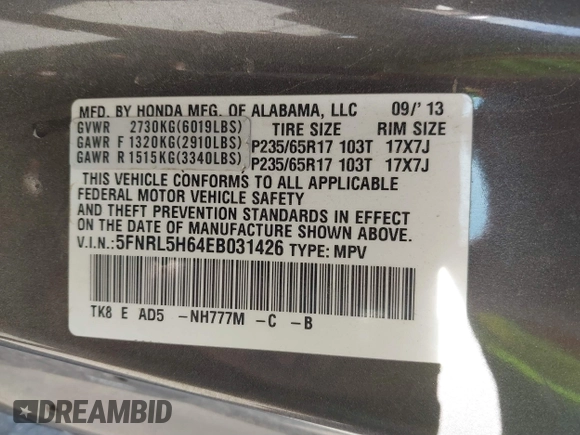 MFD. BY HONDA MFG. OF ALABAMA, LLC 09/'13
GVWR 2730KG(6019LBS) TIRE SIZE RIM SIZE
GAWR F 1320KG(2910LBS) P235/65R17 103T 17X7J
GAWR R 1515KG(3340LBS) P235/65R17 103T 17X7J
THIS VEHICLE CONFORMS TO ALL APPLICABLE
FEDERAL MOTOR VEHICLE SAFETY
AND THEFT PREVENTION STANDARDS IN EFFECT
ON THE DATE OF MANUFACTURE SHOWN ABOVE
V.I.N.:5FNRL5H64EB031426 TYPE: MPV
TK8 E AD5 -NH777M -C -B
DREAMBID